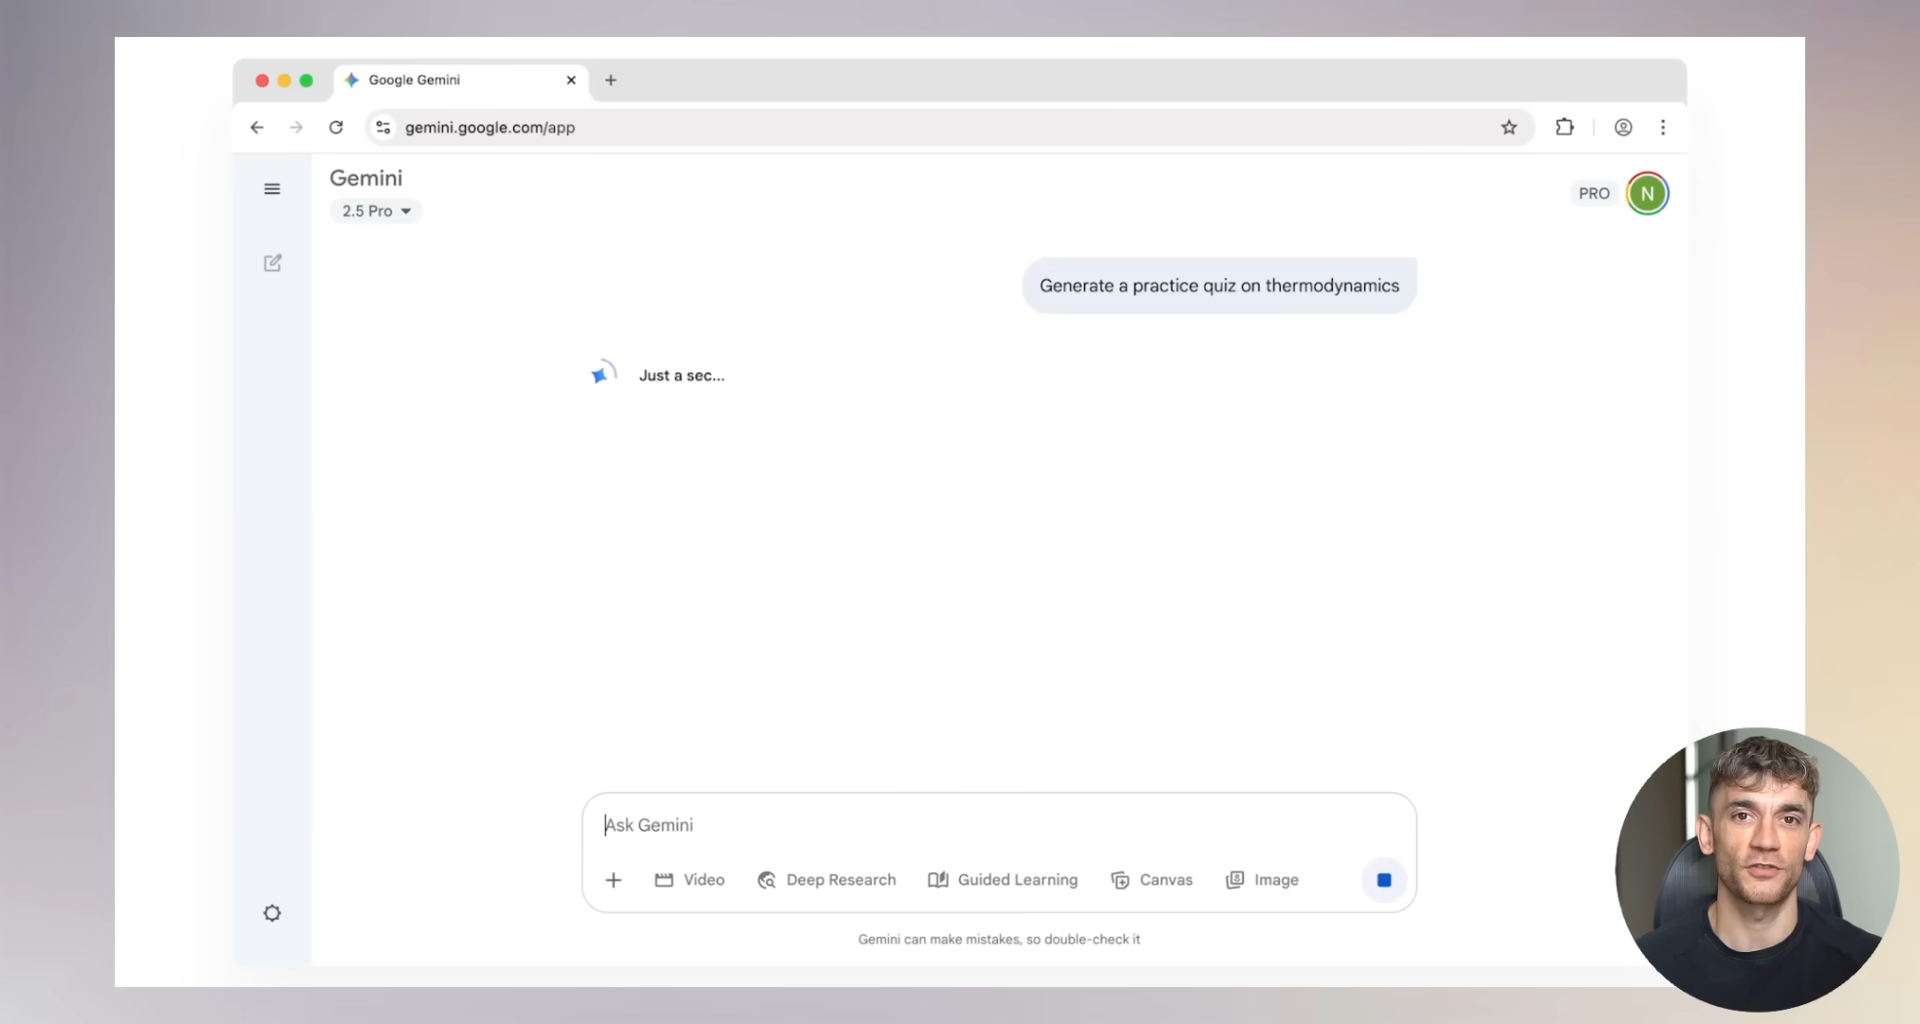 Google Gemini
gemini.google.com/app
Gemini
2.5 Pro
PRO
N
Generate a practice quiz on thermodynamics
Just a sec...
Ask Gemini
Video
Deep Research
Guided Learning
Canvas
Image
Gemini can make mistakes, so double-check it